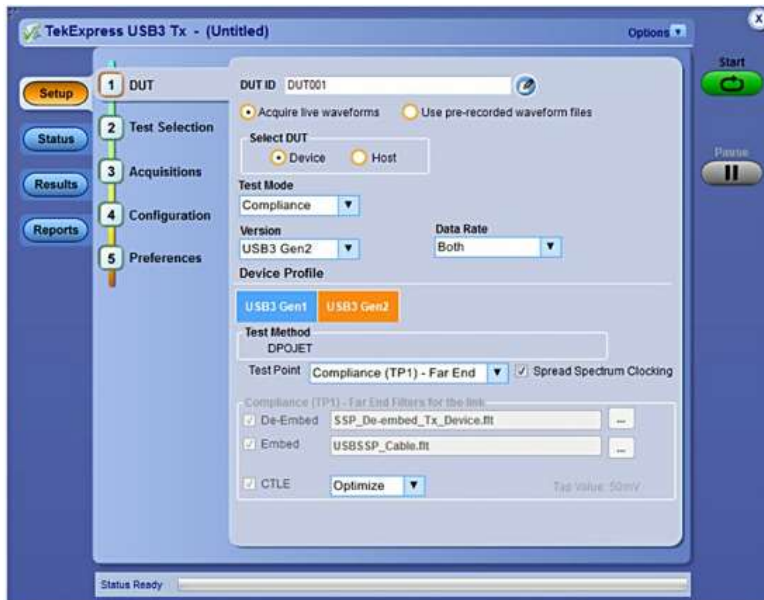 TekExpress USB3 Tx - (Untitled)
Options
X
Start
Pause
Setup
Status
Results
Reports
1 DUT
2 Test Selection
3 Acquisitions
4 Configuration
5 Preferences
DUT ID DUT001
Acquire live waveforms Use pre-recorded waveform files
Select DUT
Device Host
Test Mode
Compliance
Version Data Rate
USB3 Gen2 Both
Device Profile
USB3 Gen1 USB3 Gen2
Test Method
DPOJET
Test Point Compliance (TP1) - Far End Spread Spectrum Clocking
Compliance (TP1) - Far End Filters for the link
De-Embed SSP_De-embed_Tx_Device.flt ...
Embed USBSSP_Cable.flt ...
CTLE Optimize Tap Value: 50mV
Status Ready